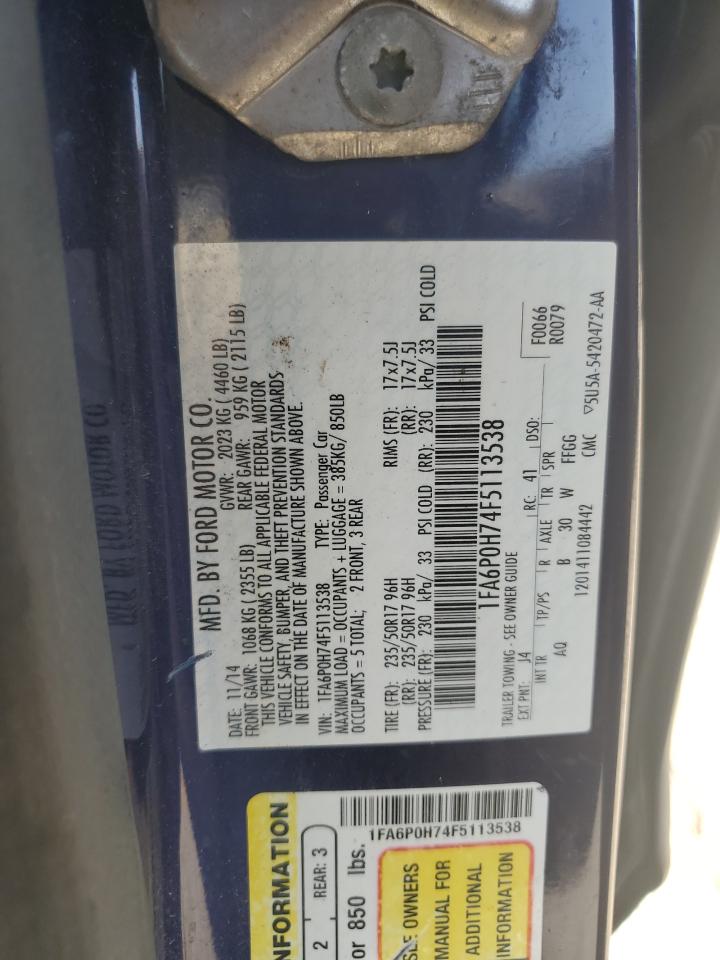 MFD. BY FORD MOTOR CO.
DATE: 11/14 GVWR: 2023 KG ( 4460 LB)
FRONT GAWR: 1068 KG ( 2355 LB) REAR GAWR: 959 KG ( 2115 LB)
THIS VEHICLE CONFORMS TO ALL APPLICABLE FEDERAL MOTOR
VEHICLE SAFETY, BUMPER, AND THEFT PREVENTION STANDARDS
IN EFFECT ON THE DATE OF MANUFACTURE SHOWN ABOVE.
VIN: 1FA6P0H74F5113538 TYPE: Passenger Car
MAXIMUM LOAD = OCCUPANTS + LUGGAGE = 385KG/ 850LB
OCCUPANTS = 5 TOTAL; 2 FRONT, 3 REAR
TIRE (FR): 235/50R17 96H RIMS (FR): 17x7.5J
(RR): 235/50R17 96H (RR): 17x7.5J
PRESSURE (FR): 230 kPa/ 33 PSI COLD (RR): 230 kPa/ 33 PSI COLD
1FA6P0H74F5113538
TRAILER TOWING - SEE OWNER GUIDE
EXT PNT: J4 RC: 41 DSO: F0066
R0079
INT TR TP/PS R AXLE TR SPR
AQ B 30 W FFGG
1201411084442 CMC ▽5U5A-5420472-AA
NFORMATION
2 REAR: 3
or 850 lbs.
1FA6P0H74F5113538
SEE OWNERS
MANUAL FOR
ADDITIONAL
INFORMATION